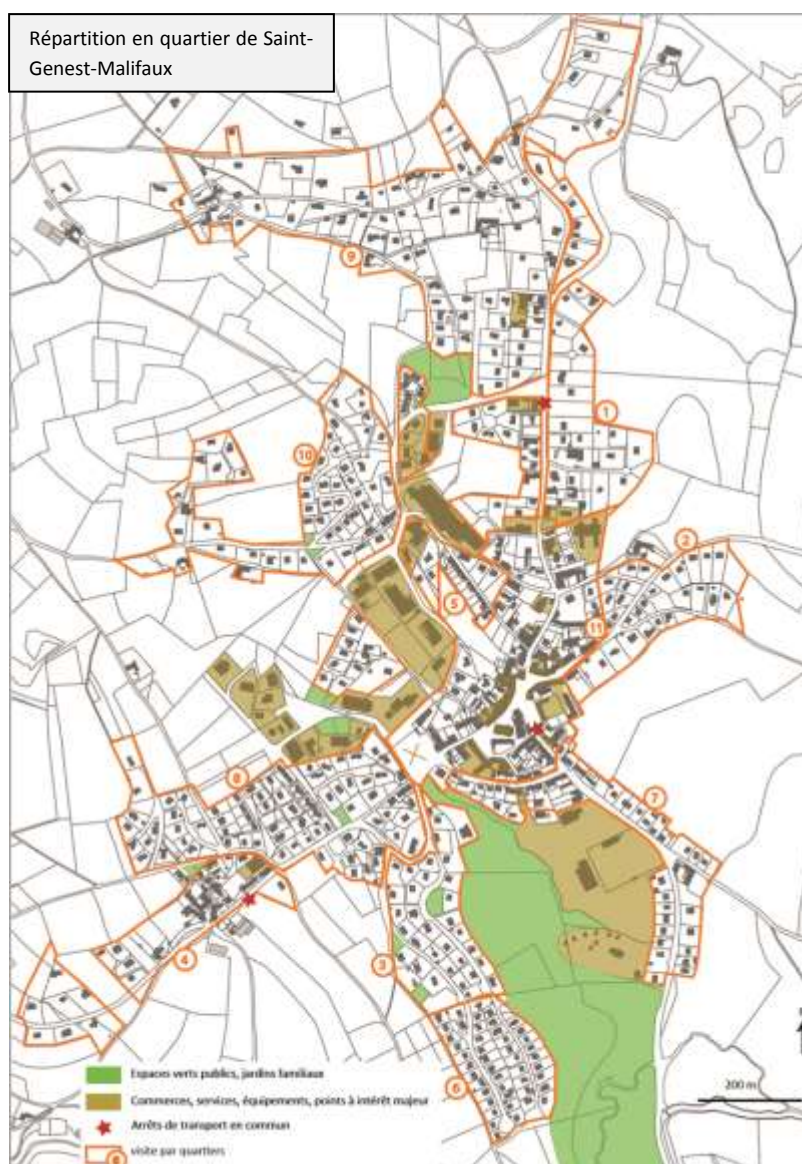 Répartition en quartier de Saint-
Genest-Malifaux
9
1
10
2
5
11
8
7
4
3
6
Espaces verts publics, jardins familiaux
Commerces, services, équipements, points à intérêt majeur
Arrêts de transport en commun
6
visite par quartiers
200 m